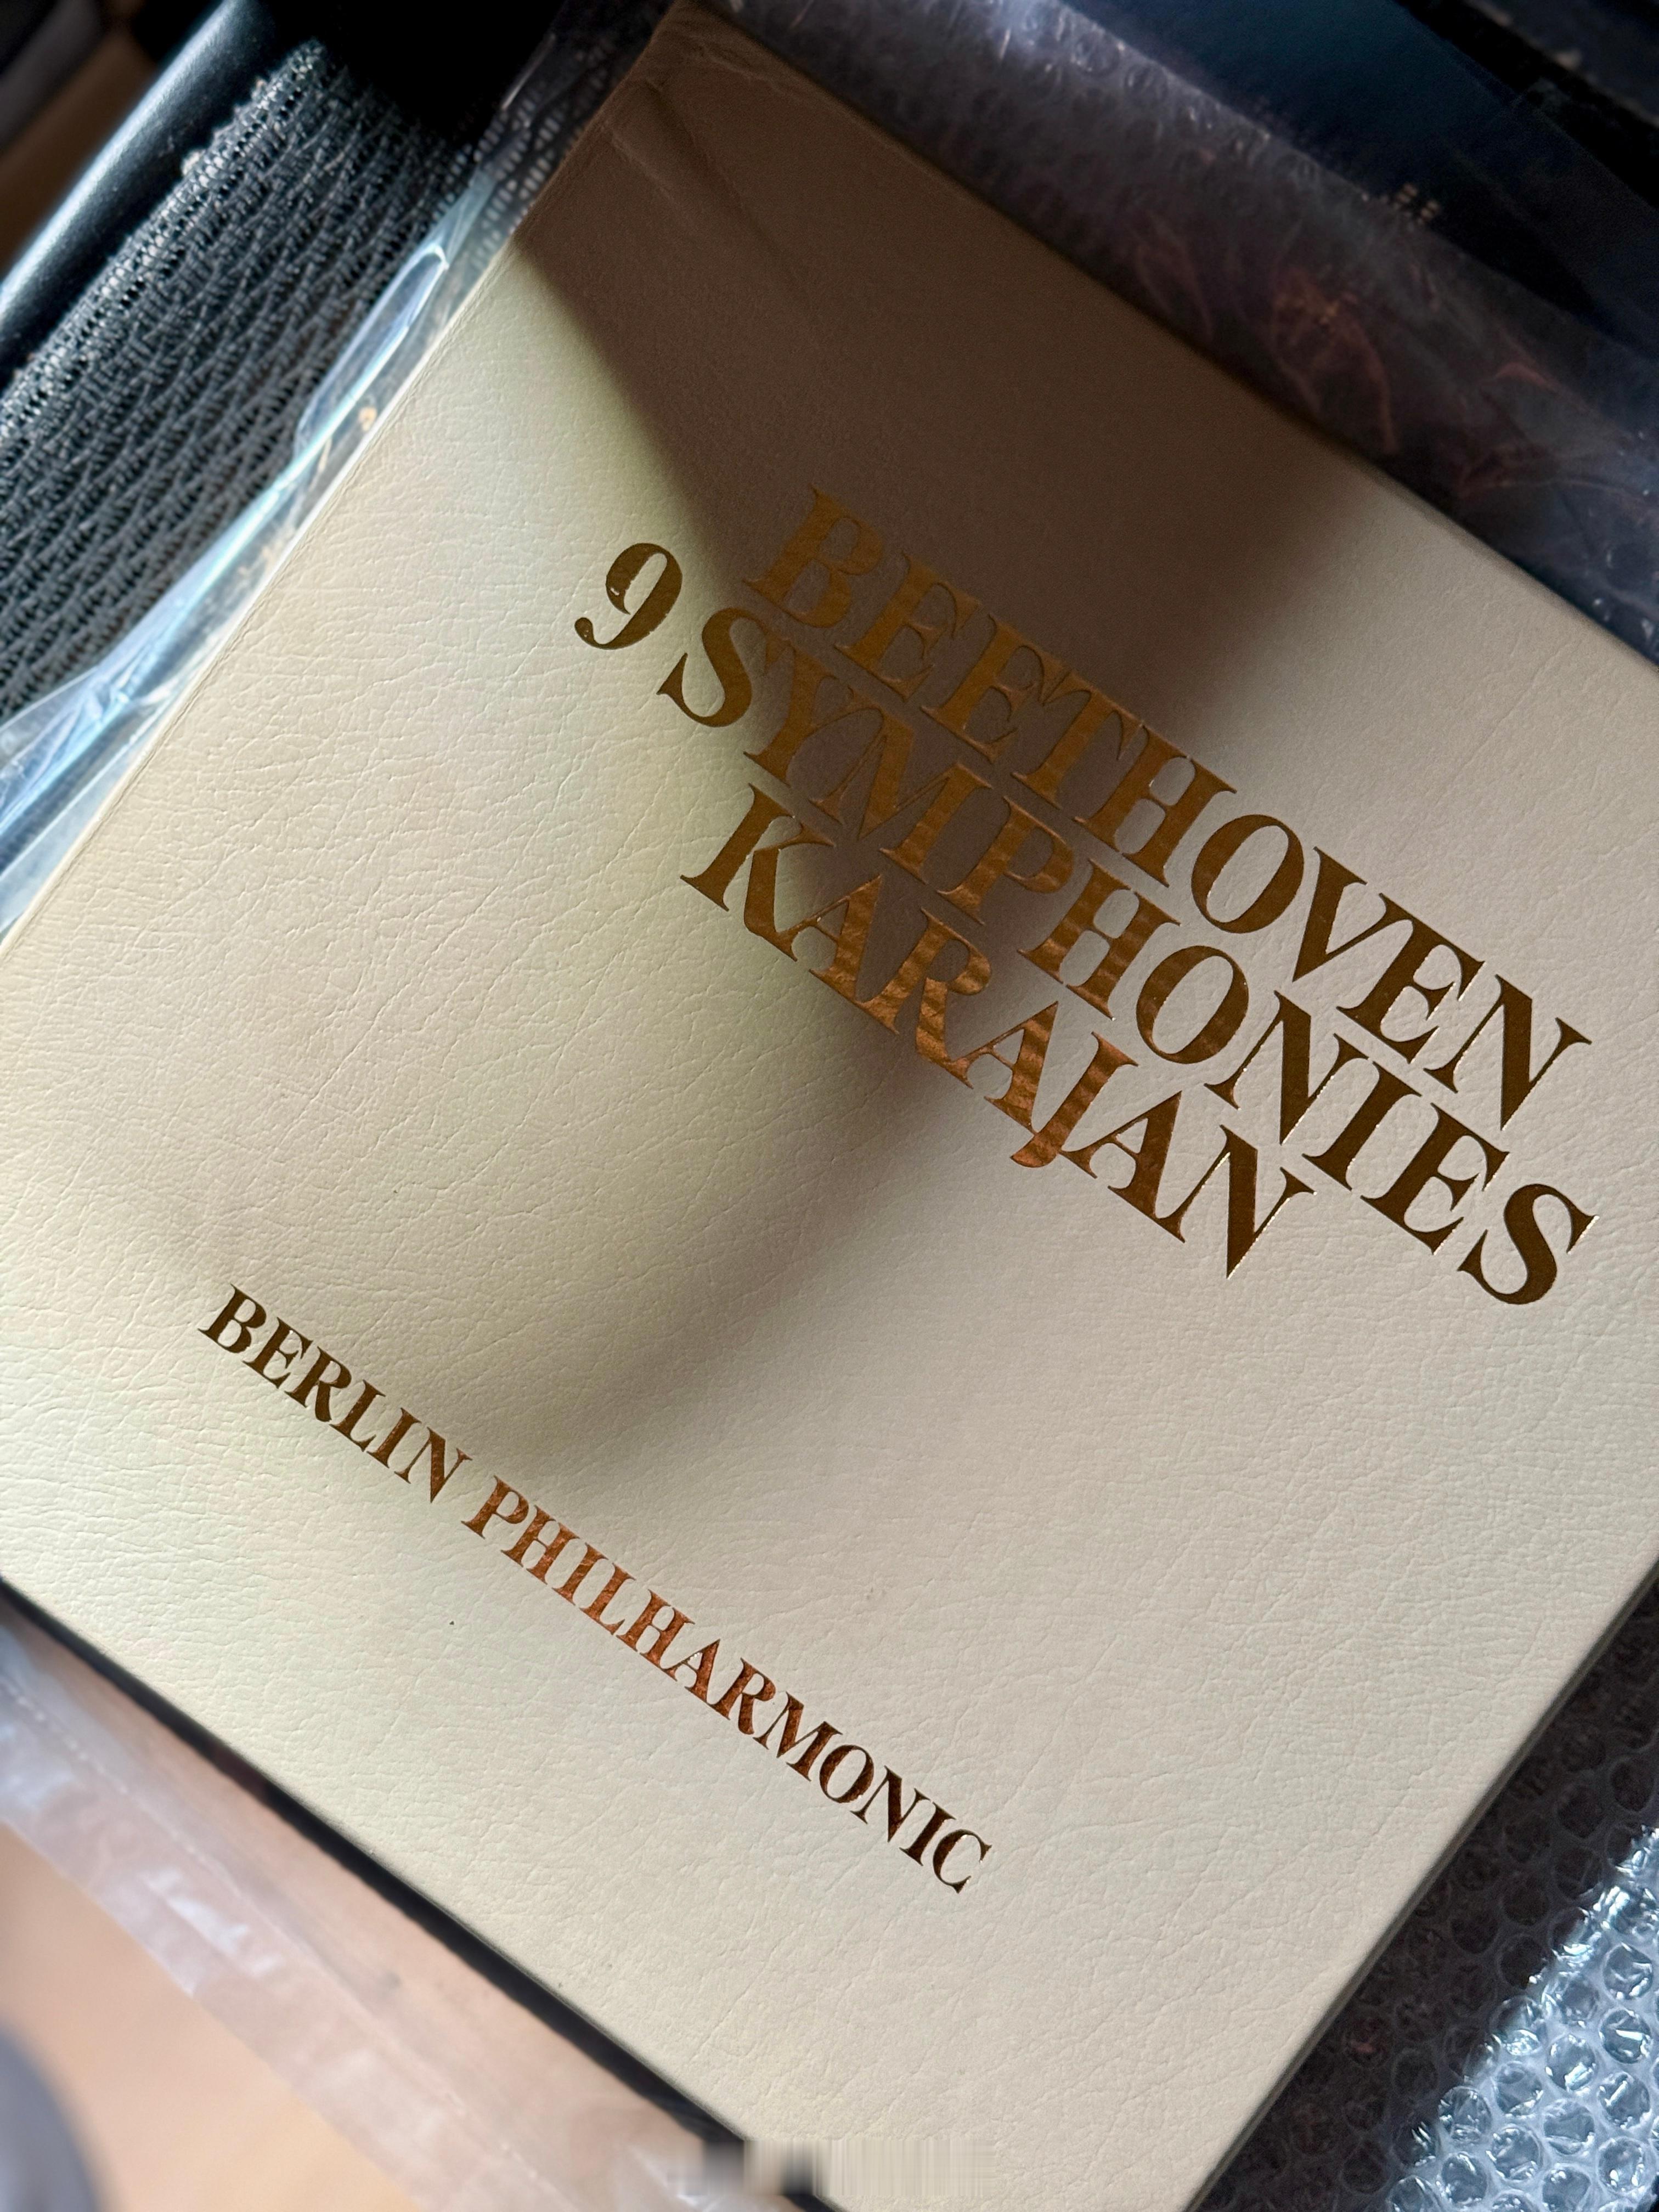 BEETHOVEN
9 SYMPHONIES
KARAJAN
BERLIN PHILHARMONIC